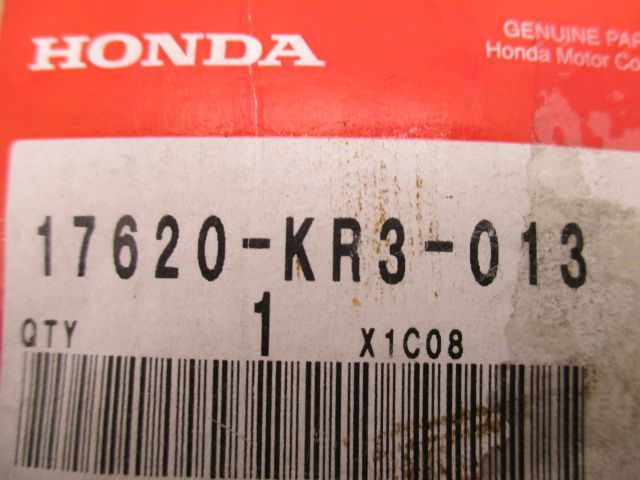 HONDA
GENUINE PAR
Honda Motor Co
17620-KR3-013
QTY 1 X1C08